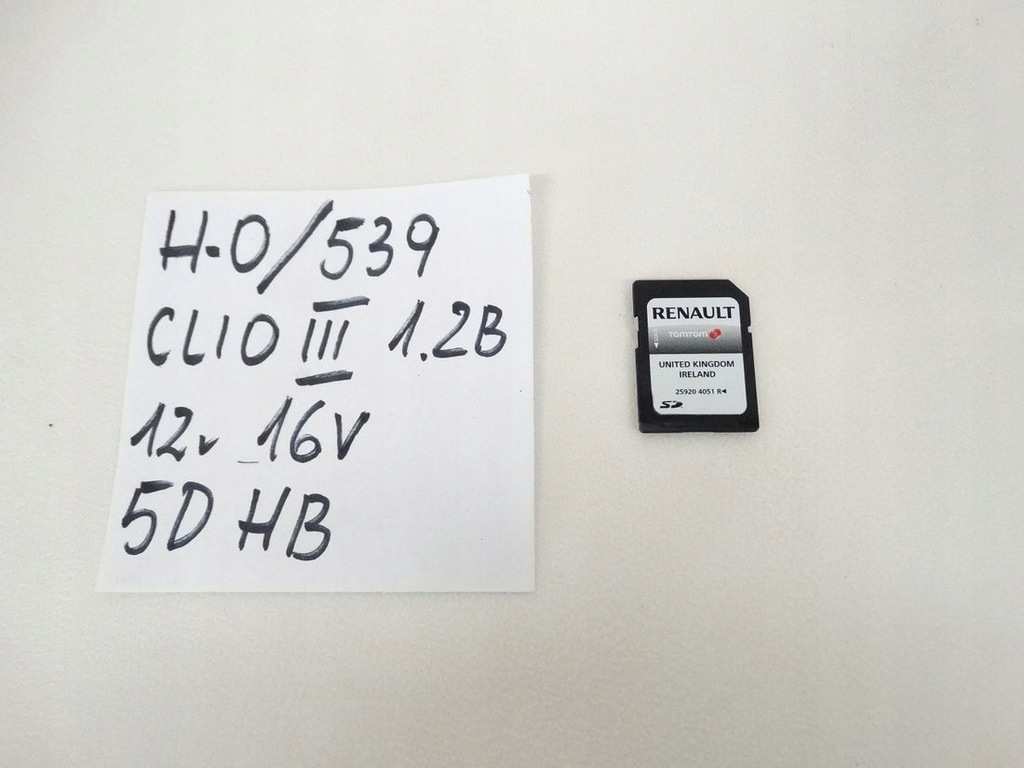 H-0/539
CLIO III 1.2B
12v 16V
5D HB
RENAULT
TOMTOM
UNITED KINGDOM
IRELAND
25920 4051 R◄
SD